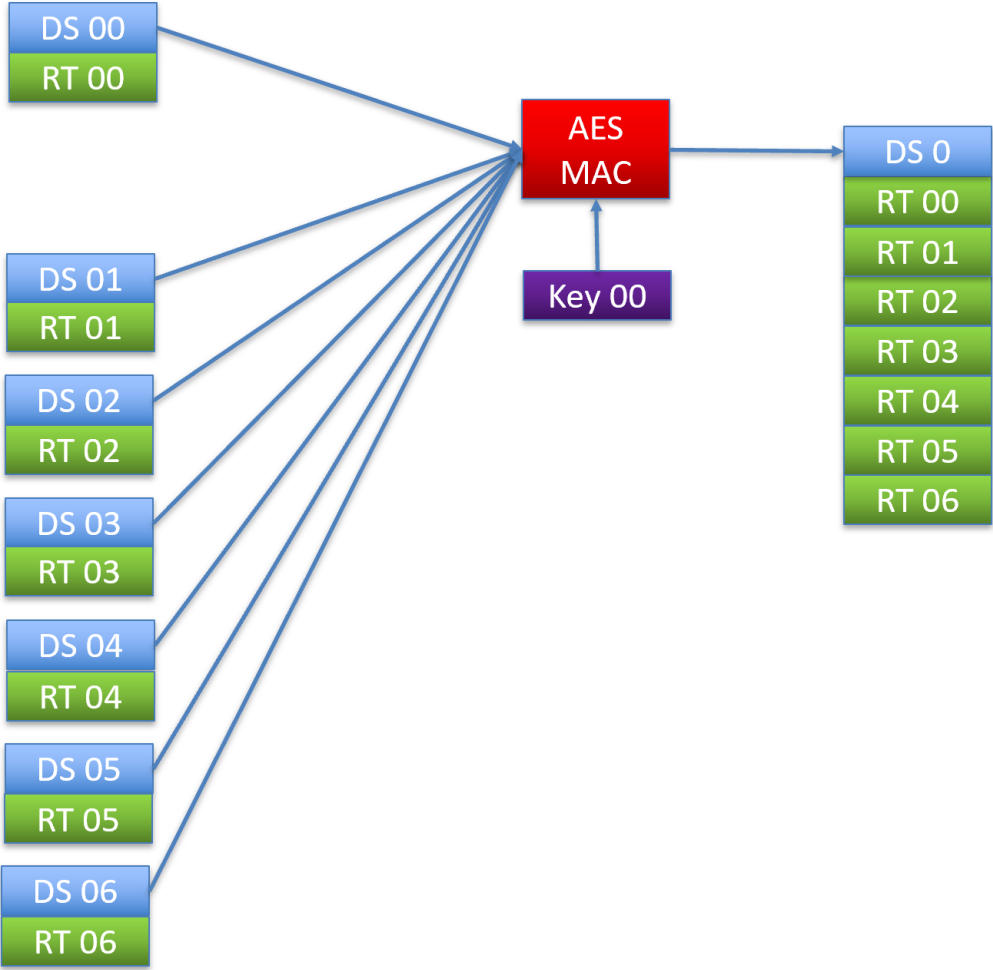 DS 00
RT 00
DS 01
RT 01
DS 02
RT 02
DS 03
RT 03
DS 04
RT 04
DS 05
RT 05
DS 06
RT 06
AES
MAC
Key 00
DS 0
RT 00
RT 01
RT 02
RT 03
RT 04
RT 05
RT 06